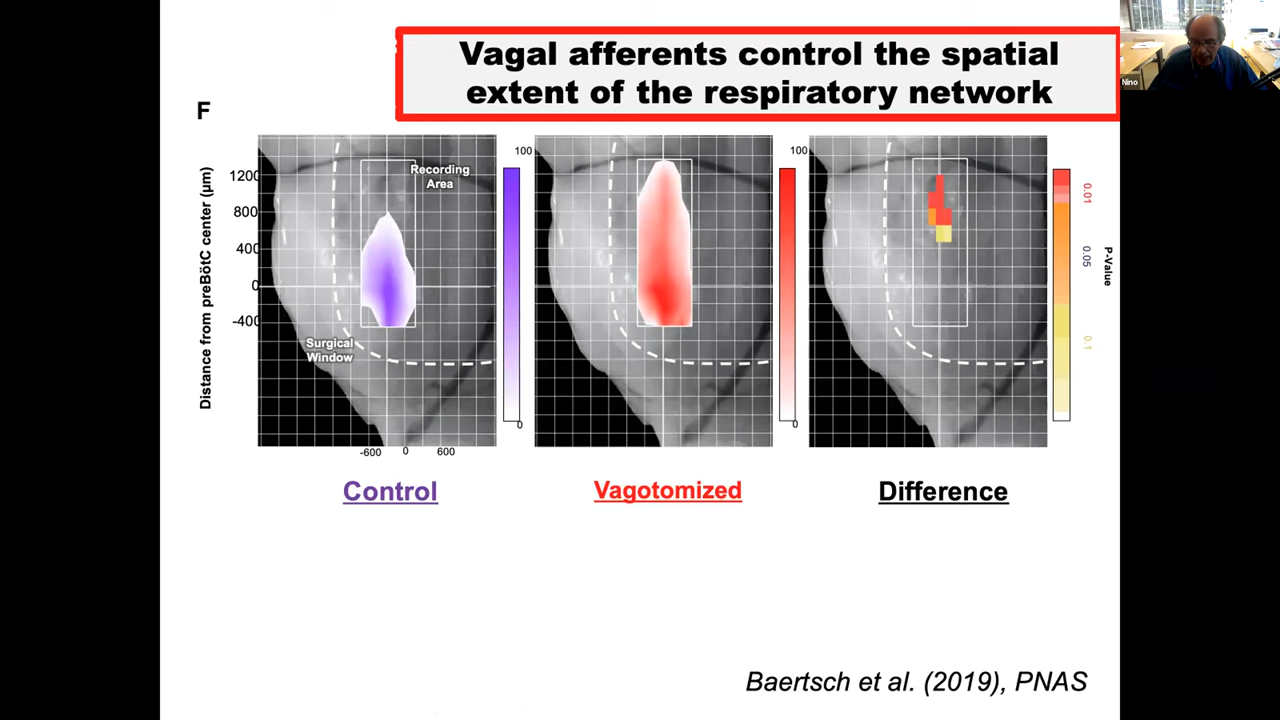 Vagal afferents control the spatial
extent of the respiratory network
Nino
F
Distance from preBötC center (µm)
1200
800
400
0
-400
Recording
Area
Surgical
Window
-600
0
600
100
0
100
0
100
0.01
0.05
0.1
P-Value
Control
Vagotomized
Difference
Baertsch et al. (2019), PNAS